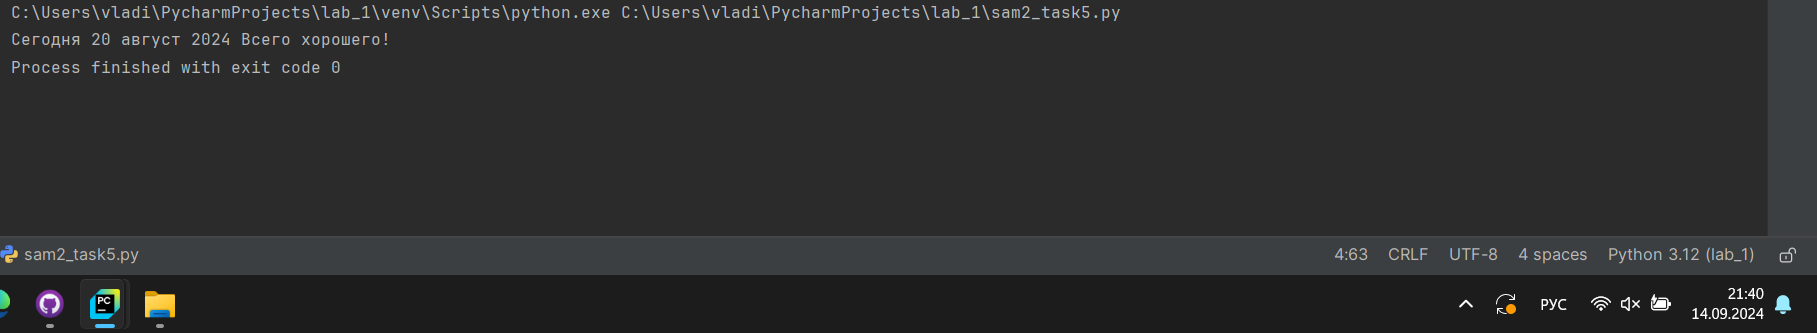 C:\Users\vladi\PycharmProjects\lab_1\venv\Scripts\python.exe C:\Users\vladi\PycharmProjects\lab_1\sam2_task5.py
Сегодня 20 август 2024 Всего хорошего!
Process finished with exit code 0
sam2_task5.py 4:63 CRLF UTF-8 4 spaces Python 3.12 (lab_1)
PC РУС 21:40
14.09.2024